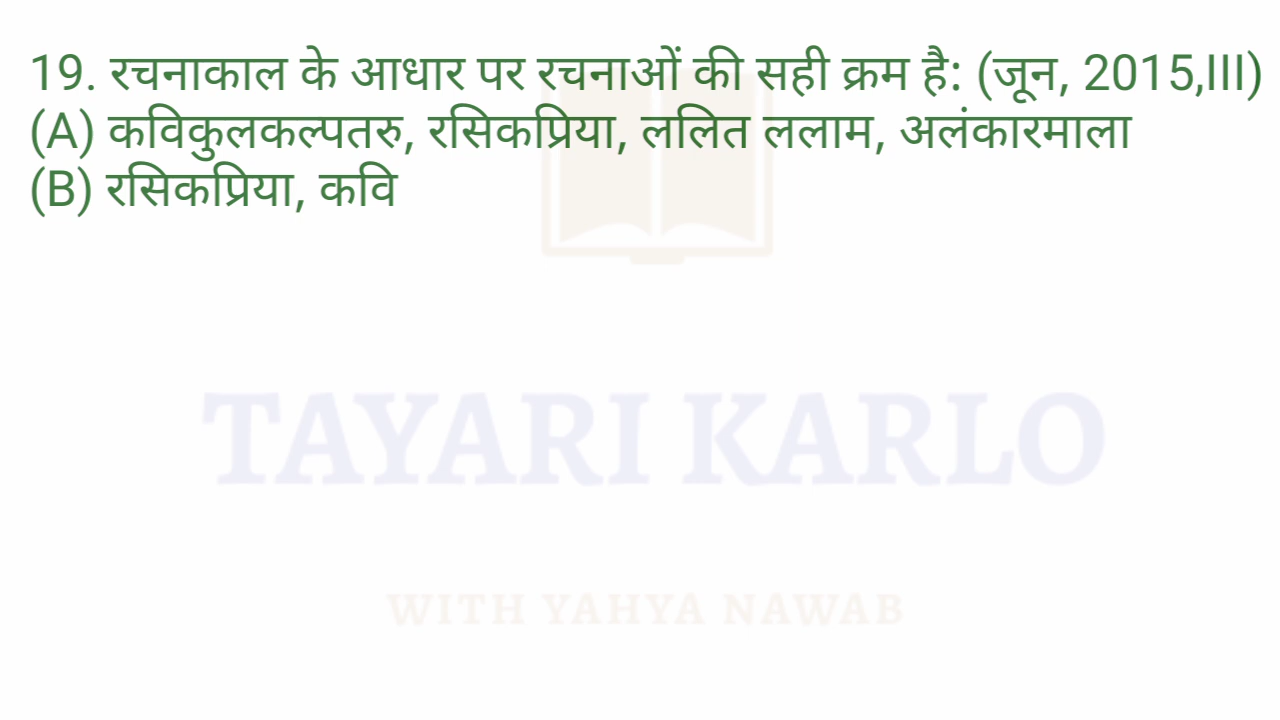 19. रचनाकाल के आधार पर रचनाओं की सही क्रम है: (जून, 2015,III)
(A) कविकुलकल्पतरु, रसिकप्रिया, ललित ललाम, अलंकारमाला
(B) रसिकप्रिया, कवि
TAYARI KARLO
WITH YAHYA NAWAB